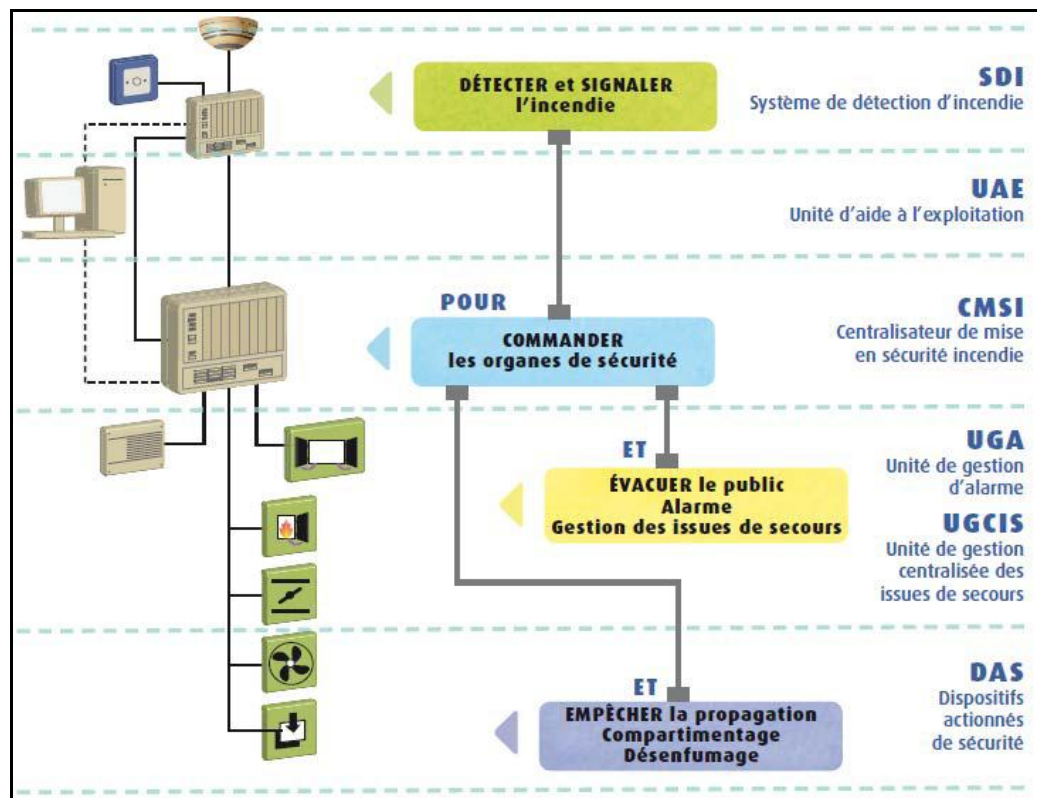 DÉTECTER et SIGNALER
l'incendie
SDI
Système de détection d'incendie
UAE
Unité d'aide à l'exploitation
POUR
COMMANDER
les organes de sécurité
CMSI
Centralisateur de mise
en sécurité incendie
ET
ÉVACUER le public
Alarme
Gestion des issues de secours
UGA
Unité de gestion
d'alarme
UGCIS
Unité de gestion
centralisée des
issues de secours
ET
EMPÊCHER la propagation
Compartimentage
Désenfumage
DAS
Dispositifs
actionnés
de sécurité